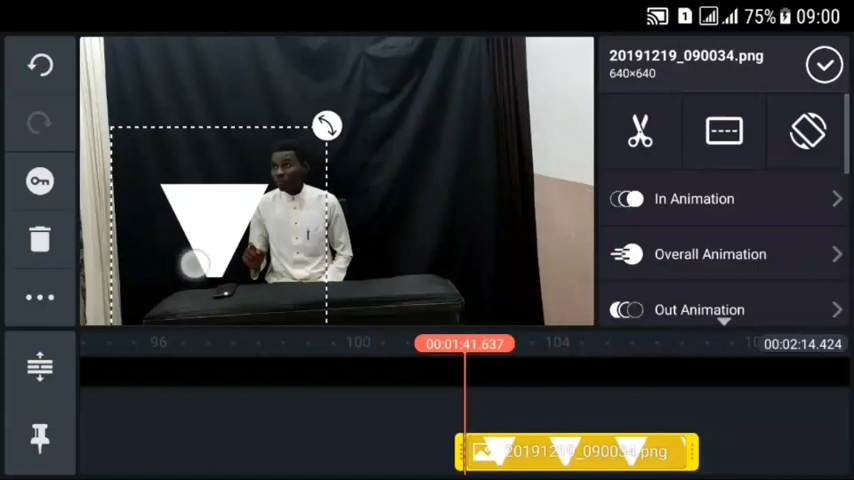 1 75% 09:00
20191219_090034.png
640×640
In Animation
Overall Animation
Out Animation
96 100 00:01:41.637 104 00:02:14.424
20191219_090034.png